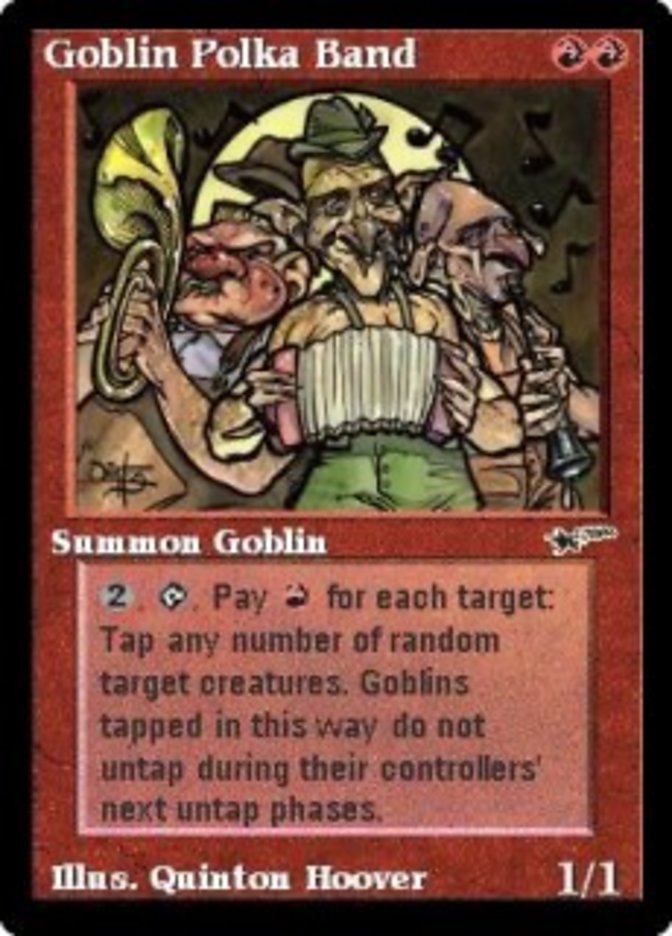 Goblin Polka Band
Summon Goblin
2, . Pay for each target:
Tap any number of random
target creatures. Goblins
tapped in this way do not
untap during their controllers'
next untap phases.
Illus. Quinton Hoover
1/1